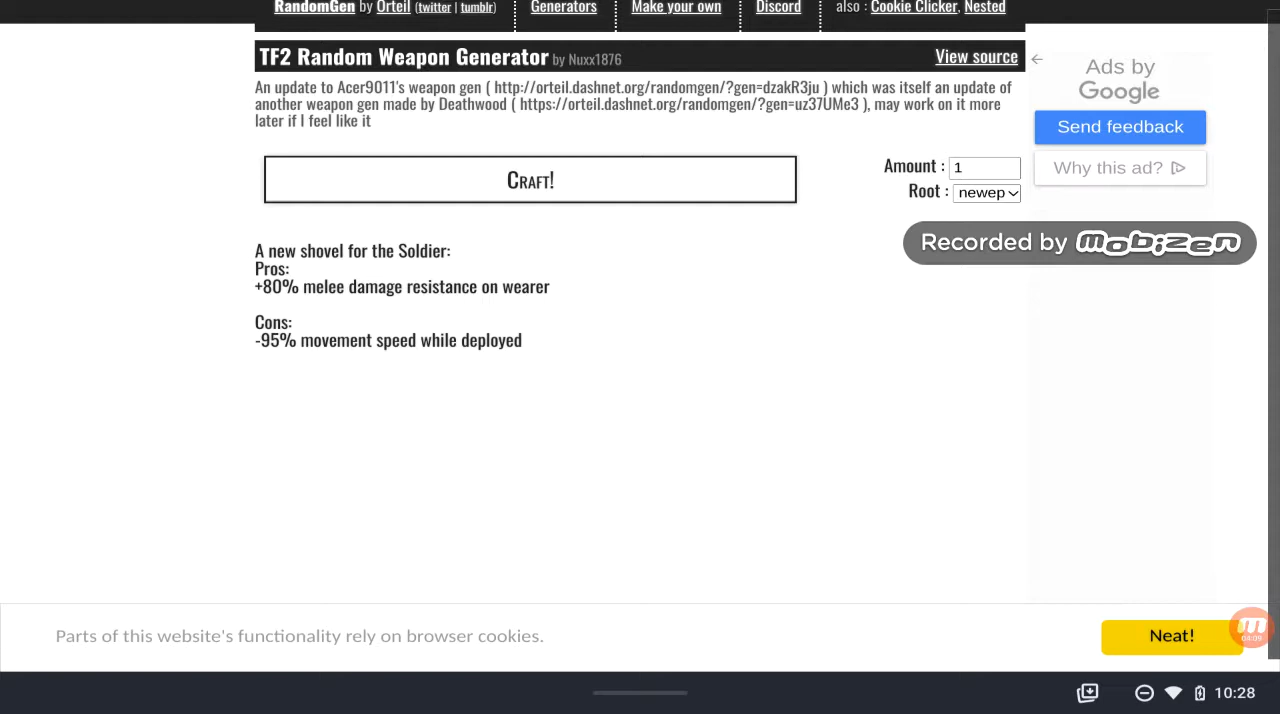 RandomGen by Orteil (twitter | tumblr) Generators Make your own Discord also : Cookie Clicker, Nested
TF2 Random Weapon Generator by Nuxx1876 View source
An update to Acer9011's weapon gen ( http://orteil.dashnet.org/randomgen/?gen=dzakR3ju ) which was itself an update of
another weapon gen made by Deathwood ( https://orteil.dashnet.org/randomgen/?gen=uz37UMe3 ), may work on it more
later if I feel like it
Ads by
Google
Send feedback
Why this ad?
Craft!
Amount : 1
Root : newep
Recorded by mobizen
A new shovel for the Soldier:
Pros:
+80% melee damage resistance on wearer
Cons:
-95% movement speed while deployed
Parts of this website's functionality rely on browser cookies.
Neat!
04:09
10:28